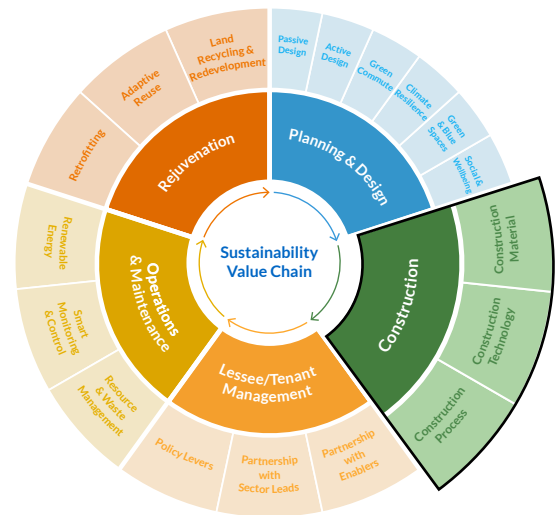 Sustainability
Value Chain
Planning & Design
Passive
Design
Active
Design
Green
Commute
Climate
Resilience
Green
& Blue
Spaces
Social &
Wellbeing
Construction
Construction
Material
Construction
Technology
Construction
Process
Lessee/Tenant
Management
Partnership
with
Enablers
Partnership
with
Sector Leads
Policy Levers
Operations
& Maintenance
Resource
& Waste
Management
Smart
Monitoring
& Control
Renewable
Energy
Rejuvenation
Retrofitting
Adaptive
Reuse
Land
Recycling &
Redevelopment